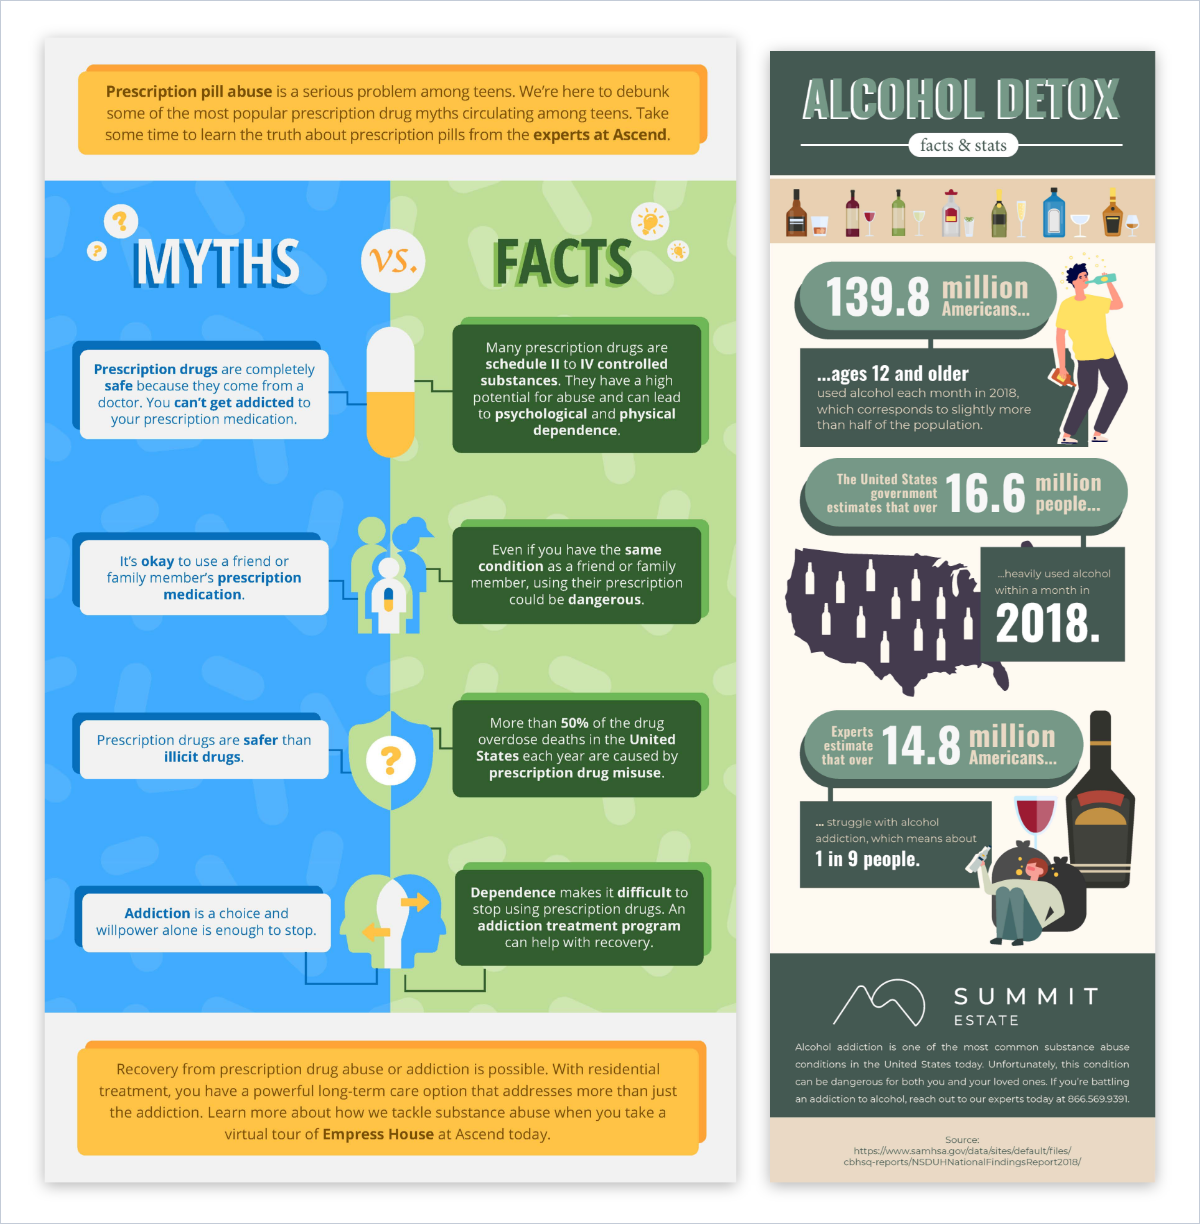 Prescription pill abuse is a serious problem among teens. We're here to debunk
some of the most popular prescription drug myths circulating among teens. Take
some time to learn the truth about prescription pills from the experts at Ascend.
?
?
MYTHS
vs.
FACTS
Prescription drugs are completely
safe because they come from a
doctor. You can't get addicted to
your prescription medication.
Many prescription drugs are
schedule II to IV controlled
substances. They have a high
potential for abuse and can lead
to psychological and physical
dependence.
It's okay to use a friend or
family member's prescription
medication.
Even if you have the same
condition as a friend or family
member, using their prescription
could be dangerous.
Prescription drugs are safer than
illicit drugs.
?
More than 50% of the drug
overdose deaths in the United
States each year are caused by
prescription drug misuse.
Addiction is a choice and
willpower alone is enough to stop.
Dependence makes it difficult to
stop using prescription drugs. An
addiction treatment program
can help with recovery.
Recovery from prescription drug abuse or addiction is possible. With residential
treatment, you have a powerful long-term care option that addresses more than just
the addiction. Learn more about how we tackle substance abuse when you take a
virtual tour of Empress House at Ascend today.
ALCOHOL DETOX
facts & stats
139.8 million
Americans...
...ages 12 and older
used alcohol each month in 2018,
which corresponds to slightly more
than half of the population.
The United States
government
estimates that over
16.6 million
people...
...heavily used alcohol
within a month in
2018.
Experts
estimate
that over
14.8 million
Americans...
... struggle with alcohol
addiction, which means about
1 in 9 people.
SUMMIT
ESTATE
Alcohol addiction is one of the most common substance abuse
conditions in the United States today. Unfortunately, this condition
can be dangerous for both you and your loved ones. If you're battling
an addiction to alcohol, reach out to our experts today at 866.569.9391.
Source:
https://www.samhsa.gov/data/sites/default/files/
cbhsq-reports/NSDUHNationalFindingsReport2018/